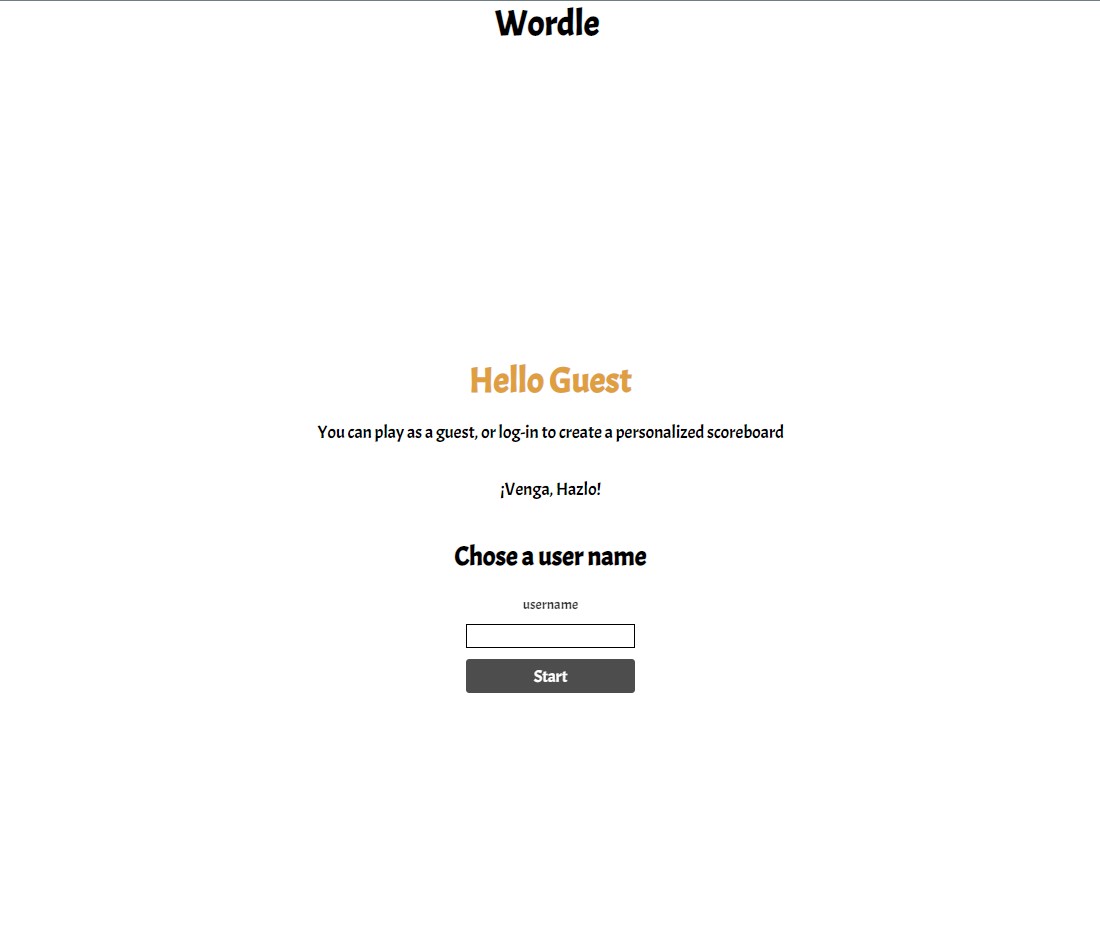 Wordle
Hello Guest
You can play as a guest, or log-in to create a personalized scoreboard
¡Venga, Hazlo!
Chose a user name
username
Start